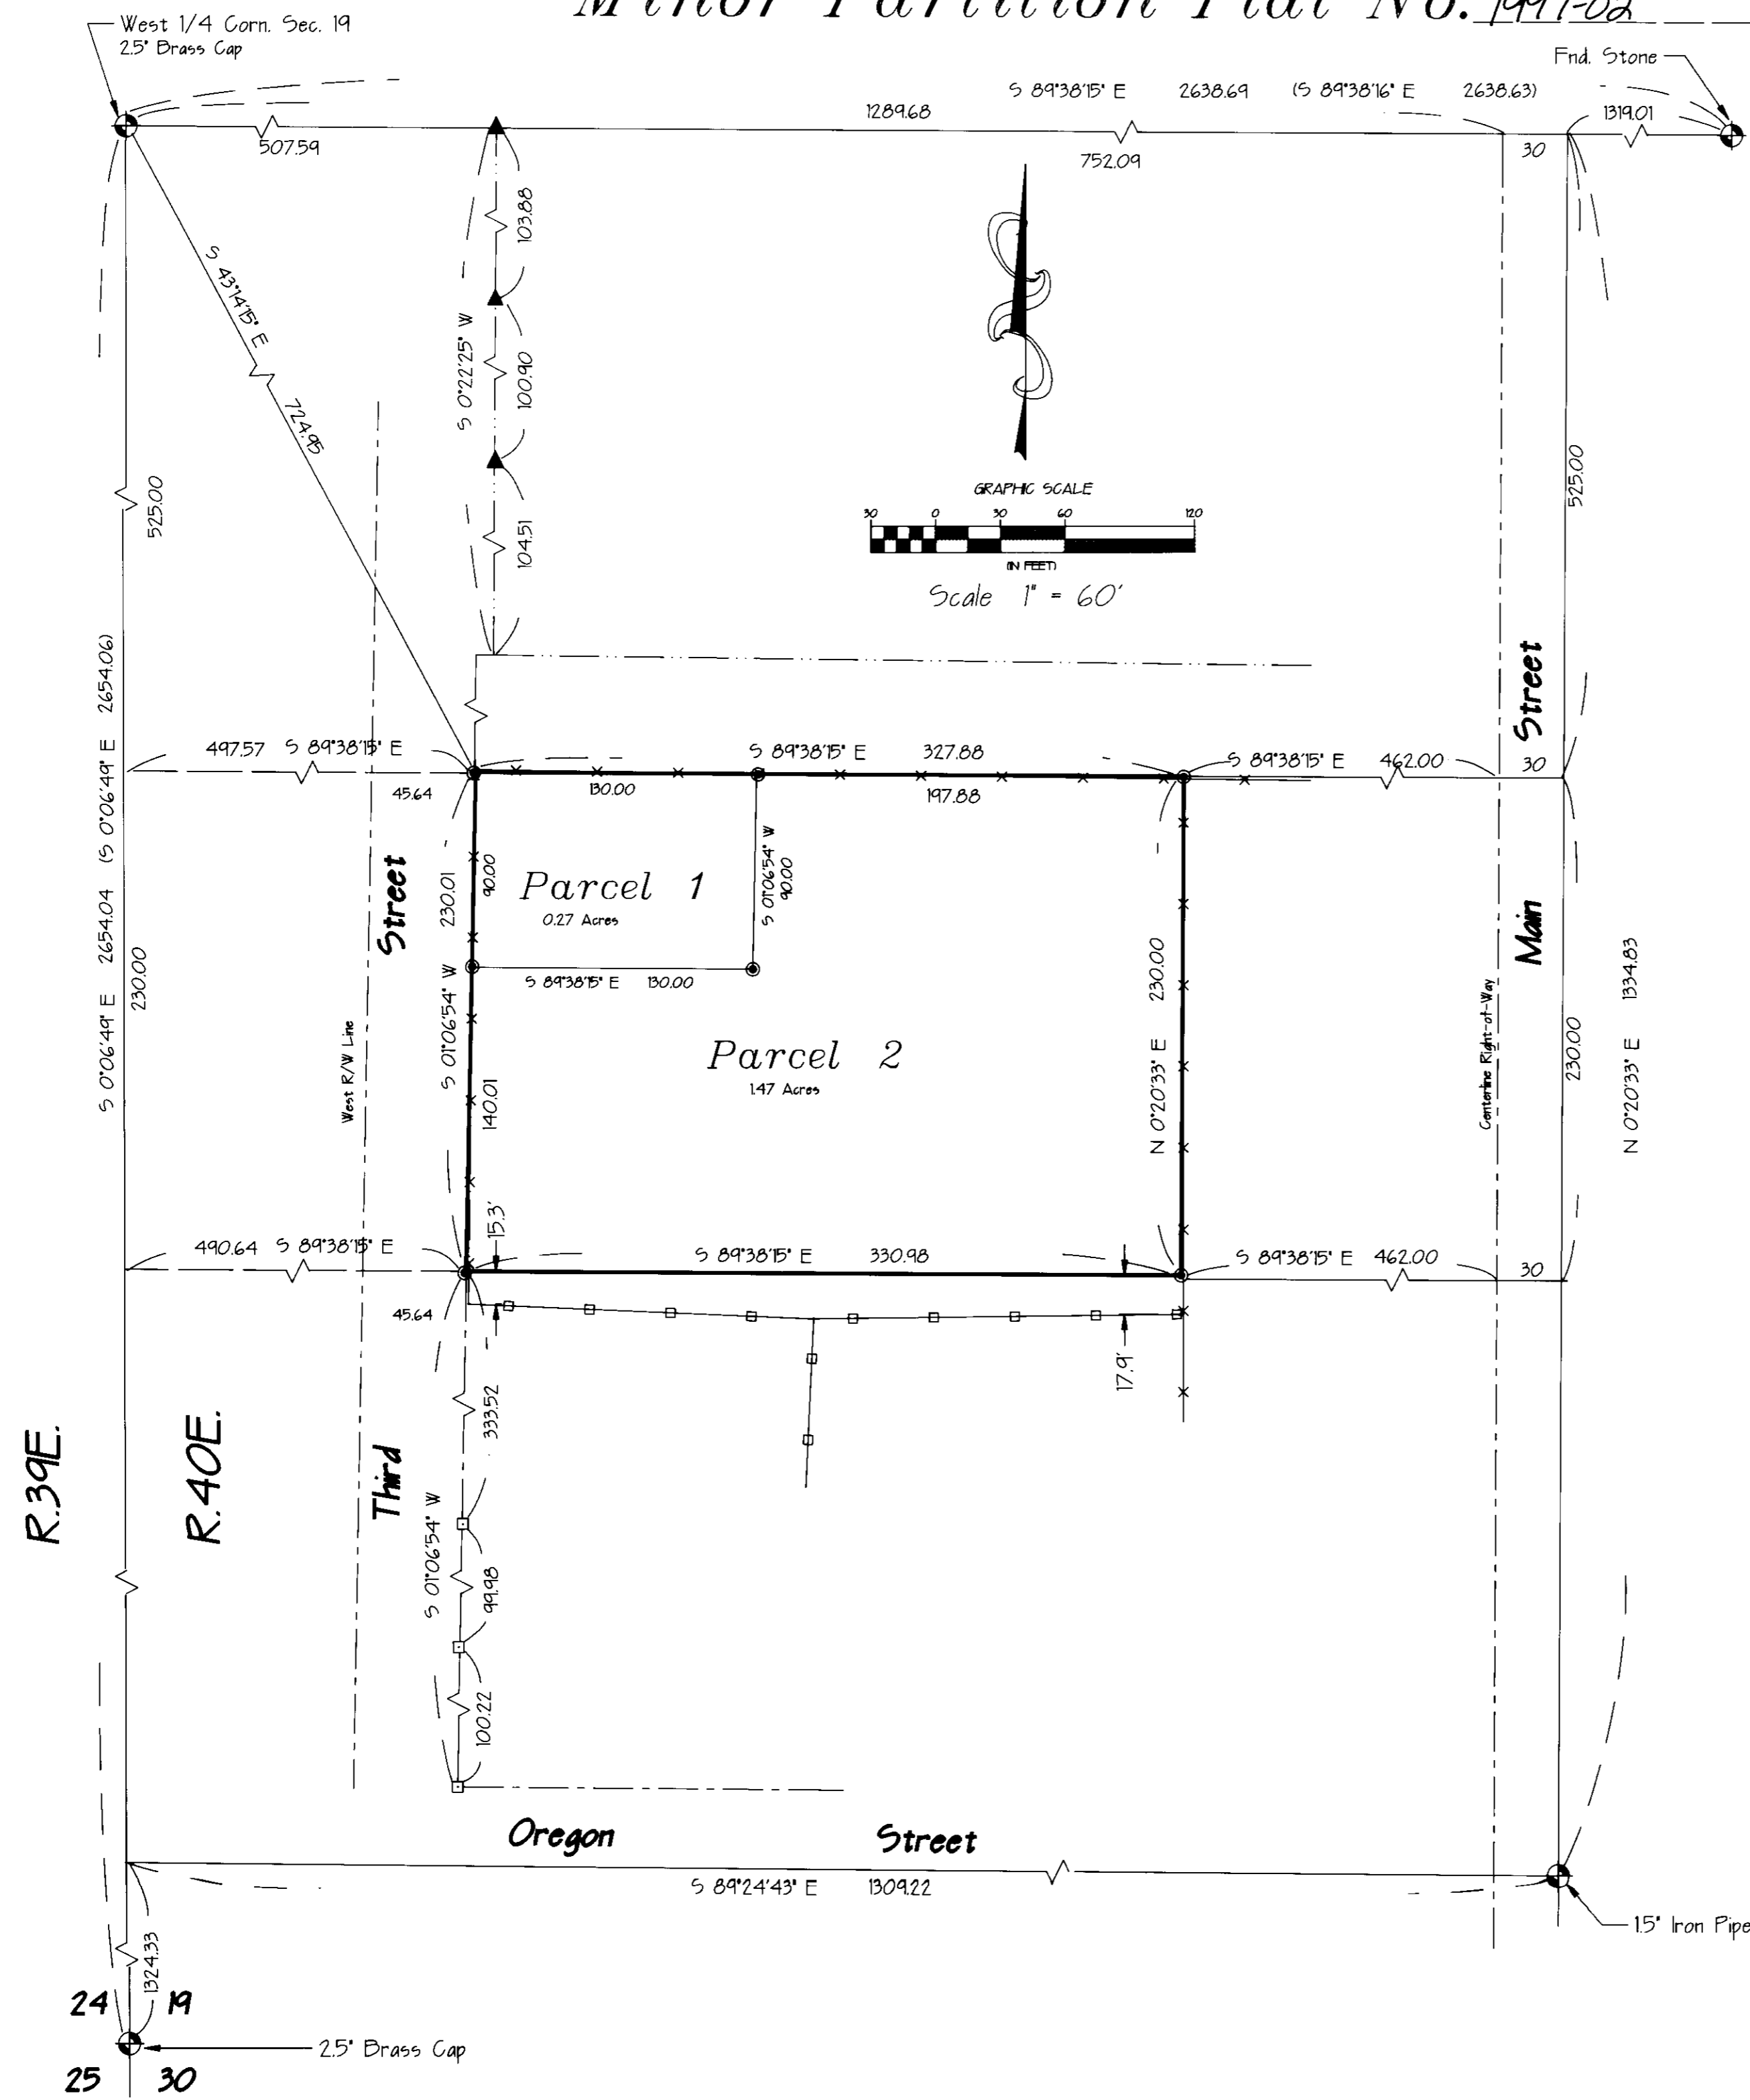 Minor Partition Plat No. 1997-02
West 1/4 Corn. Sec. 19
2.5" Brass Cap
Fnd. Stone
S 89°38'15" E 2638.69 (S 89°38'16" E 2638.63)
1289.68
1319.01
507.59
752.09
30
103.88
S 43°14'15" E
724.95
S 0°22'25" W
100.90
104.51
525.00
525.00
GRAPHIC SCALE
30 0 30 60 120
(IN FEET)
Scale 1" = 60'
S 0°06'49" E 2654.04 (S 0°06'49" E 2654.06)
497.57 S 89°38'15" E
45.64
S 89°38'15" E 327.88
130.00
197.88
S 89°38'15" E 462.00
30
230.00
Third Street
West R/W Line
S 01°06'54" W 230.01
90.00
Parcel 1
0.27 Acres
S 01°06'54" W
90.00
S 89°38'15" E 130.00
140.01
Parcel 2
1.47 Acres
N 0°20'33" E 230.00
Centerline Right-of-Way
Main Street
230.00
N 0°20'33" E 1334.83
490.64 S 89°38'15" E
45.64
15.3'
S 89°38'15" E 330.98
17.9'
S 89°38'15" E 462.00
30
R.39E.
R.40E.
333.52
S 01°06'54" W
99.98
100.22
Oregon Street
S 89°24'43" E 1309.22
1.5" Iron Pipe
1324.33
24 19
2.5" Brass Cap
25 30